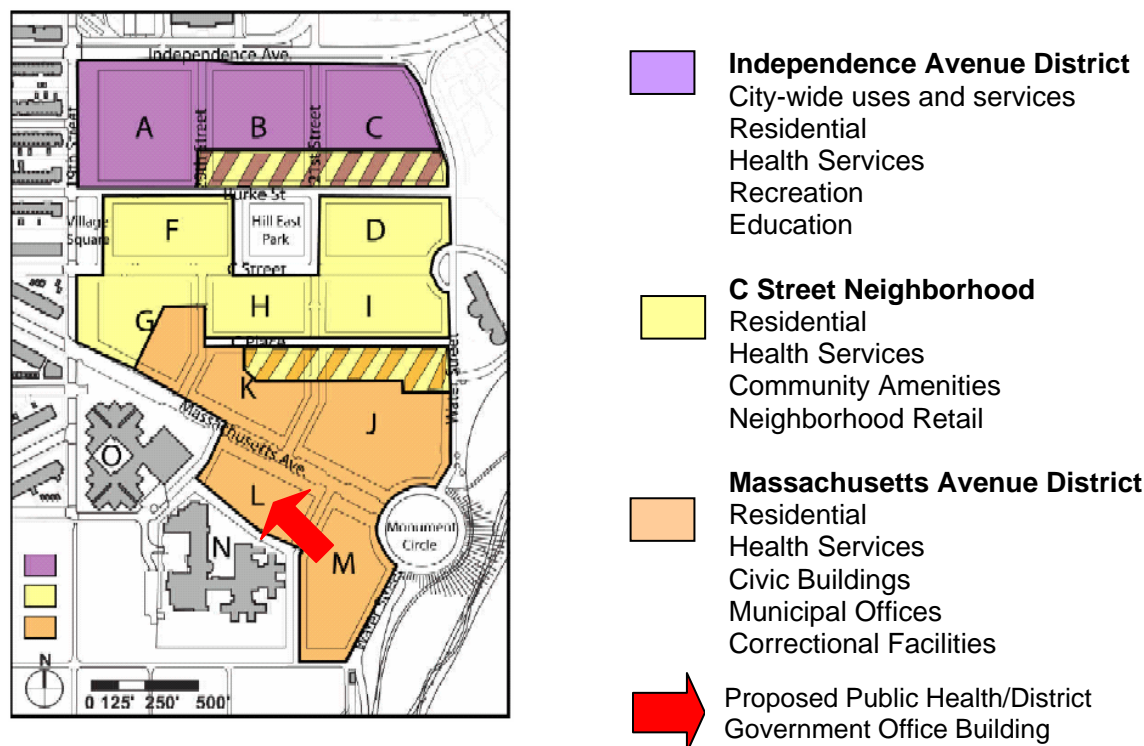 Independence Ave.
A
B
C
19th Street
21st Street
Burke St
Village
Square
F
Hill East
Park
D
C Street
G
H
I
C Place
K
J
Water Street
Massachusetts Ave.
O
L
Monument
Circle
N
M
N
0 125' 250' 500'
Independence Avenue District
City-wide uses and services
Residential
Health Services
Recreation
Education
C Street Neighborhood
Residential
Health Services
Community Amenities
Neighborhood Retail
Massachusetts Avenue District
Residential
Health Services
Civic Buildings
Municipal Offices
Correctional Facilities
Proposed Public Health/District
Government Office Building